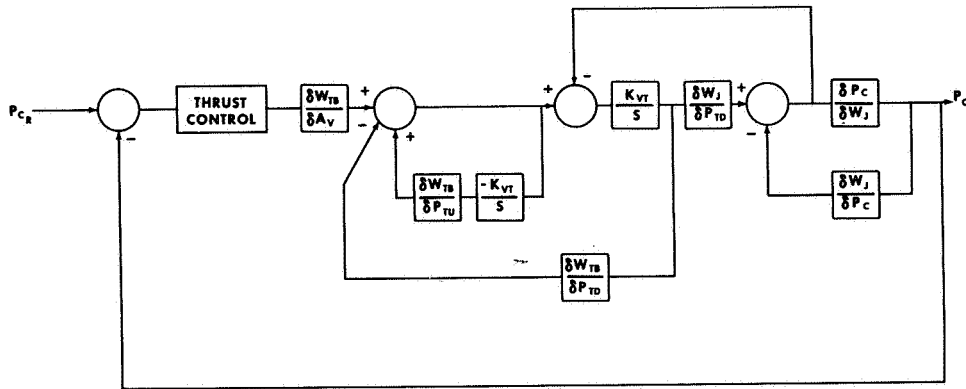 P_CR
THRUST
CONTROL
δW_TB
δA_V
δW_TB
δP_TU
-K_VT
S
K_VT
S
δW_J
δP_TD
δP_C
δW_J
δW_J
δP_C
δW_TB
δP_TD
P_C
+
-
+
+
-
+
-
-
-